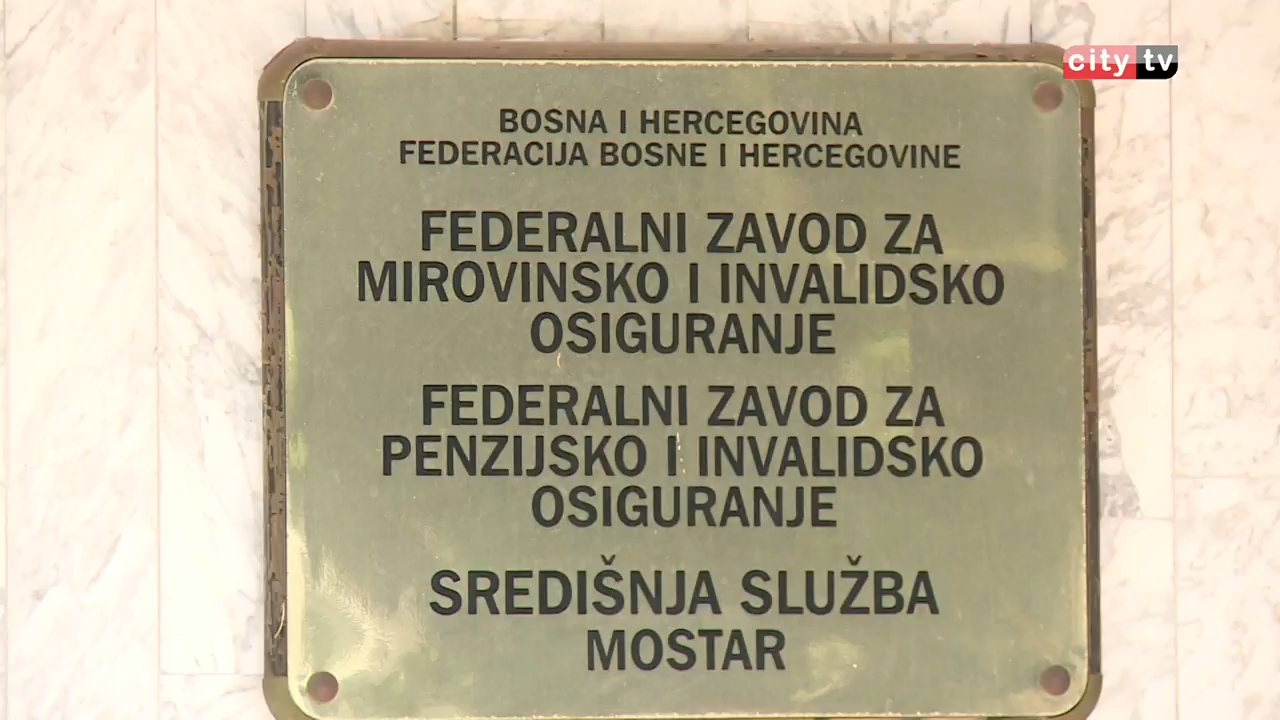 city tv
BOSNA I HERCEGOVINA
FEDERACIJA BOSNE I HERCEGOVINE
FEDERALNI ZAVOD ZA
MIROVINSKO I INVALIDSKO
OSIGURANJE
FEDERALNI ZAVOD ZA
PENZIJSKO I INVALIDSKO
OSIGURANJE
SREDIŠNJA SLUŽBA
MOSTAR